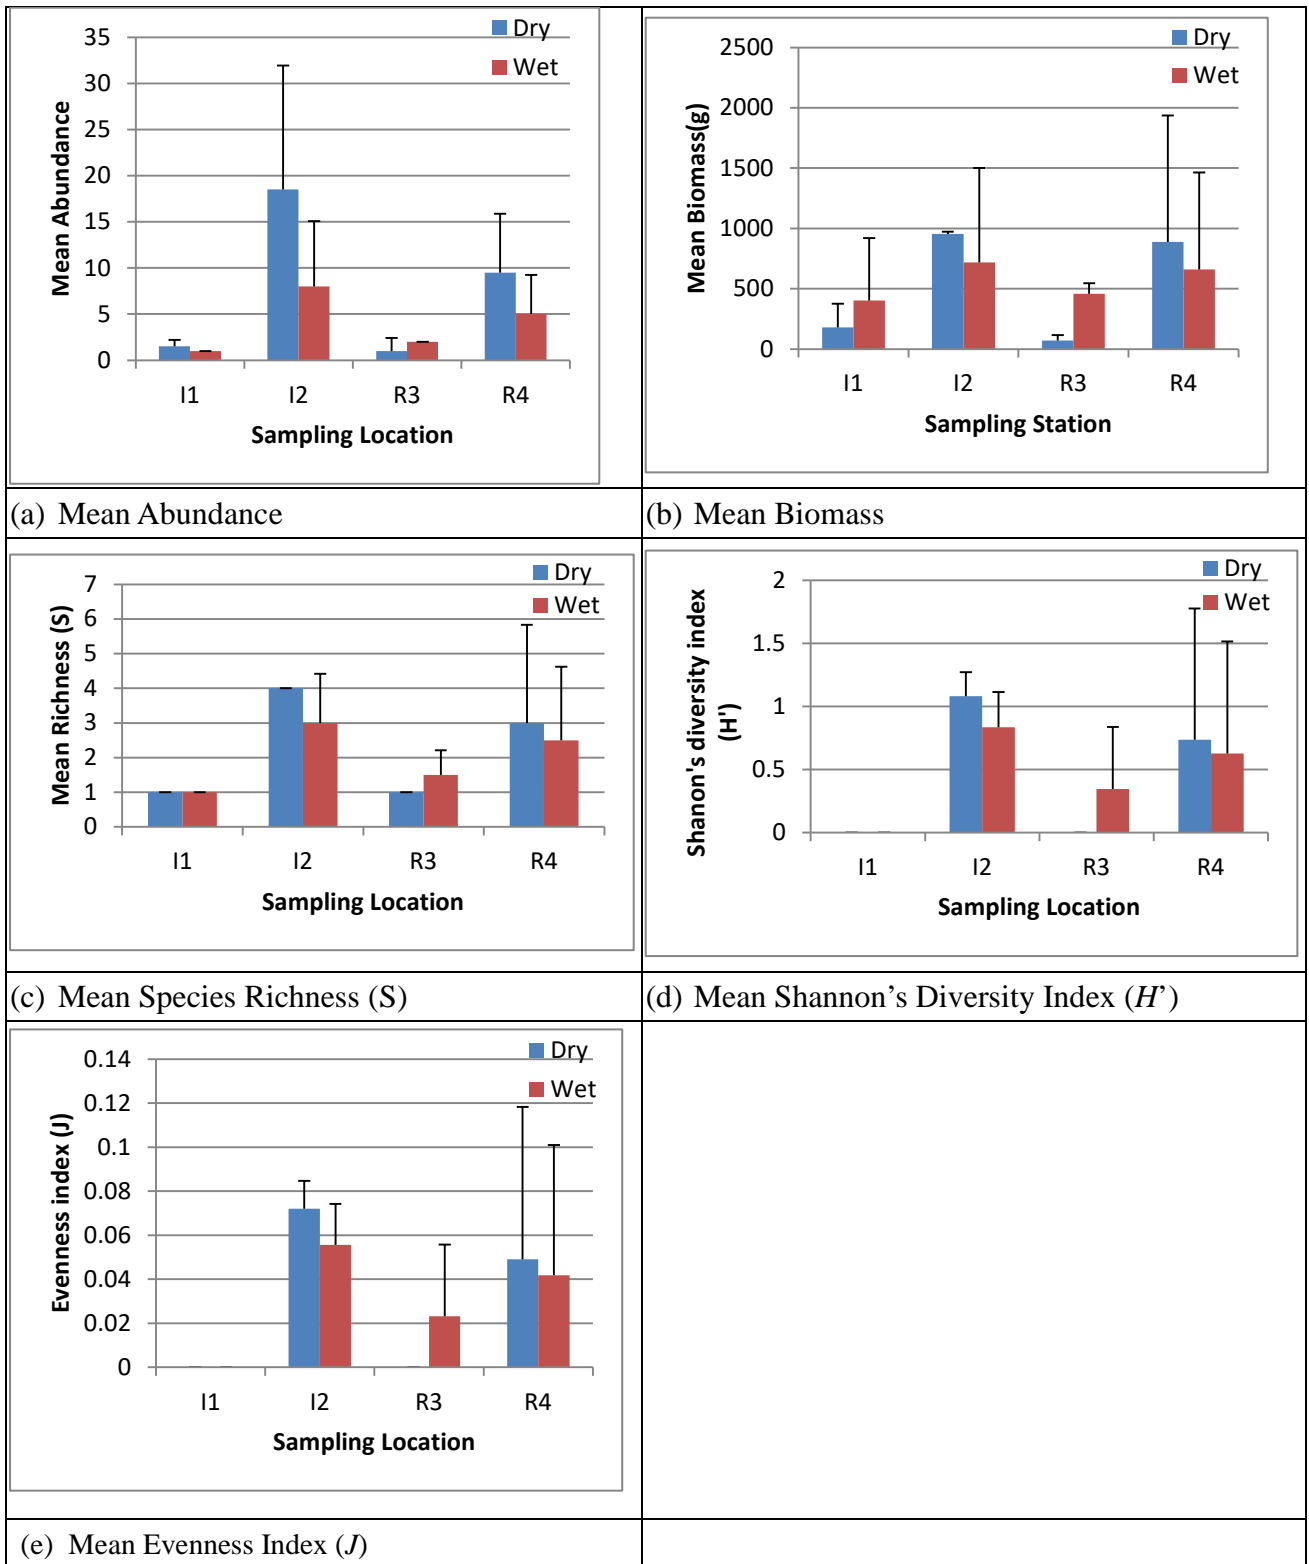 35
30
25
20
15
10
5
0
Mean Abundance
Dry
Wet
I1 I2 R3 R4
Sampling Location
2500
2000
1500
1000
500
0
Mean Biomass(g)
Dry
Wet
I1 I2 R3 R4
Sampling Station
(a) Mean Abundance
(b) Mean Biomass
7
6
5
4
3
2
1
0
Mean Richness (S)
Dry
Wet
I1 I2 R3 R4
Sampling Location
2
1.5
1
0.5
0
Shanon's diversity index
(H')
Dry
Wet
I1 I2 R3 R4
Sampling Location
(c) Mean Species Richness (S)
(d) Mean Shannon’s Diversity Index (H’)
0.14
0.12
0.1
0.08
0.06
0.04
0.02
0
Evenness index (J)
Dry
Wet
I1 I2 R3 R4
Sampling Location
(e) Mean Evenness Index (J)